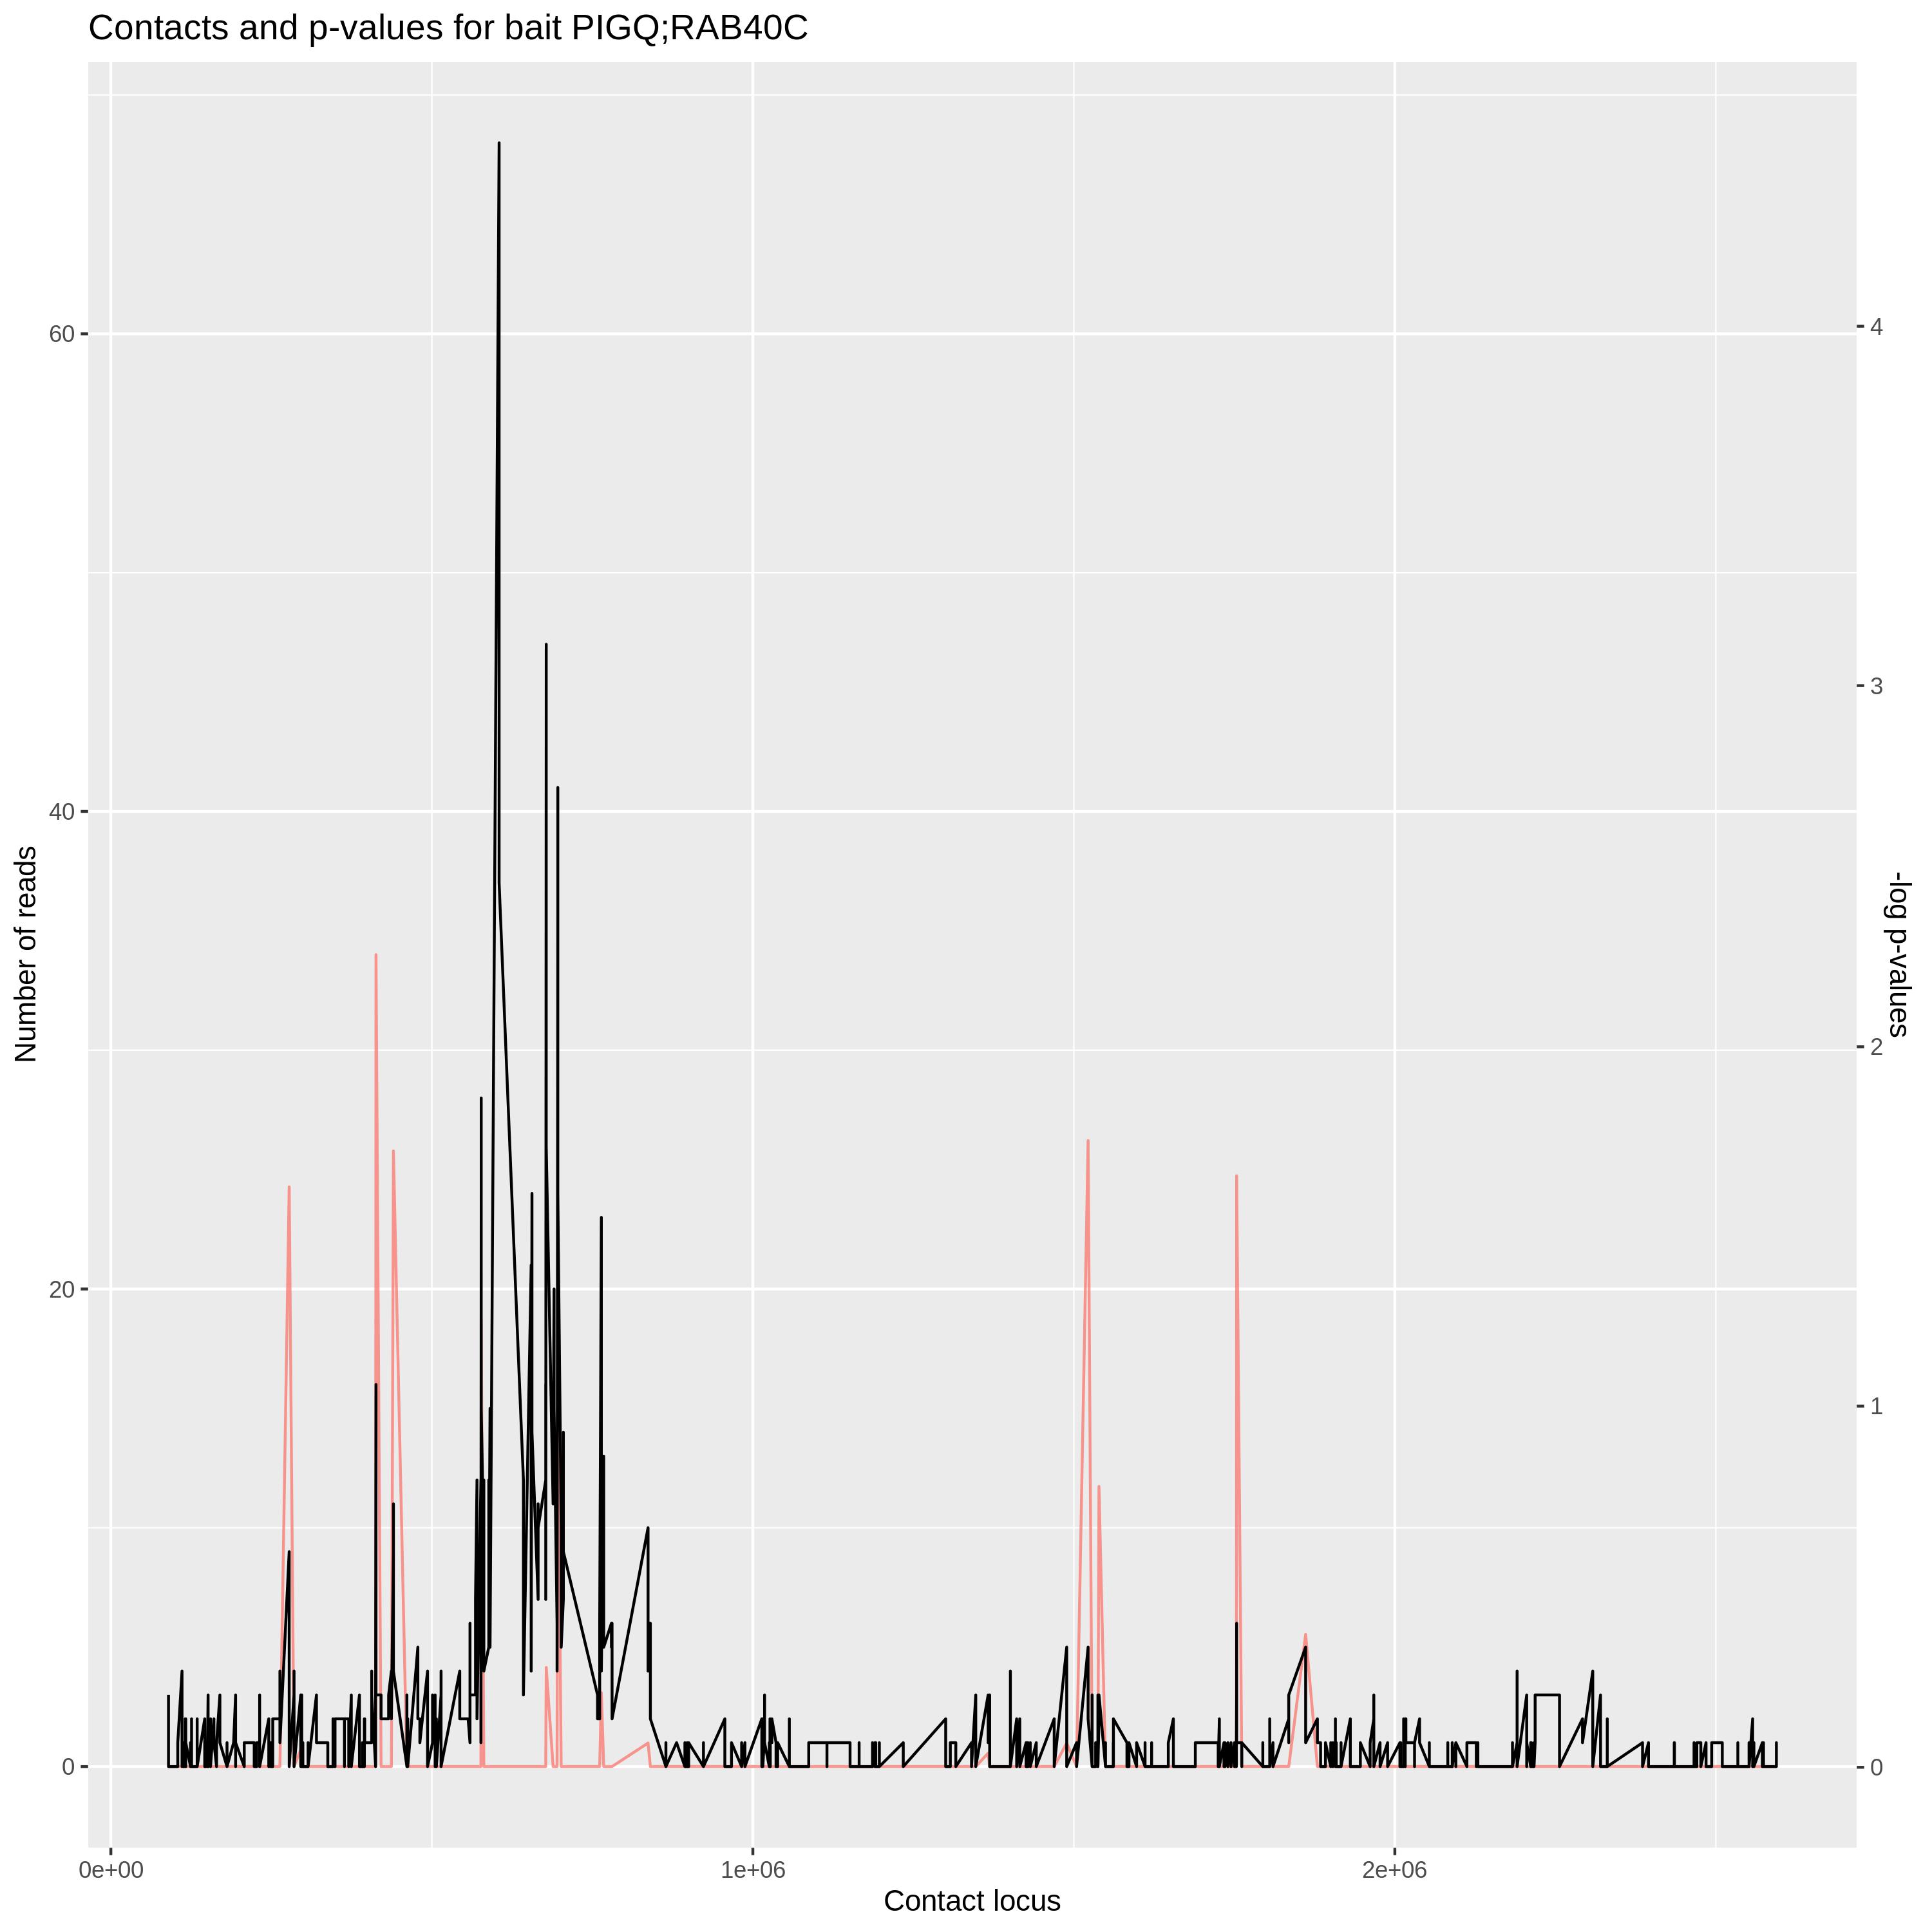 Contacts and p-values for bait PIGQ;RAB40C
Number of reads
60
40
20
0
4
3
2
1
0
-log p-values
0e+00
1e+06
2e+06
Contact locus